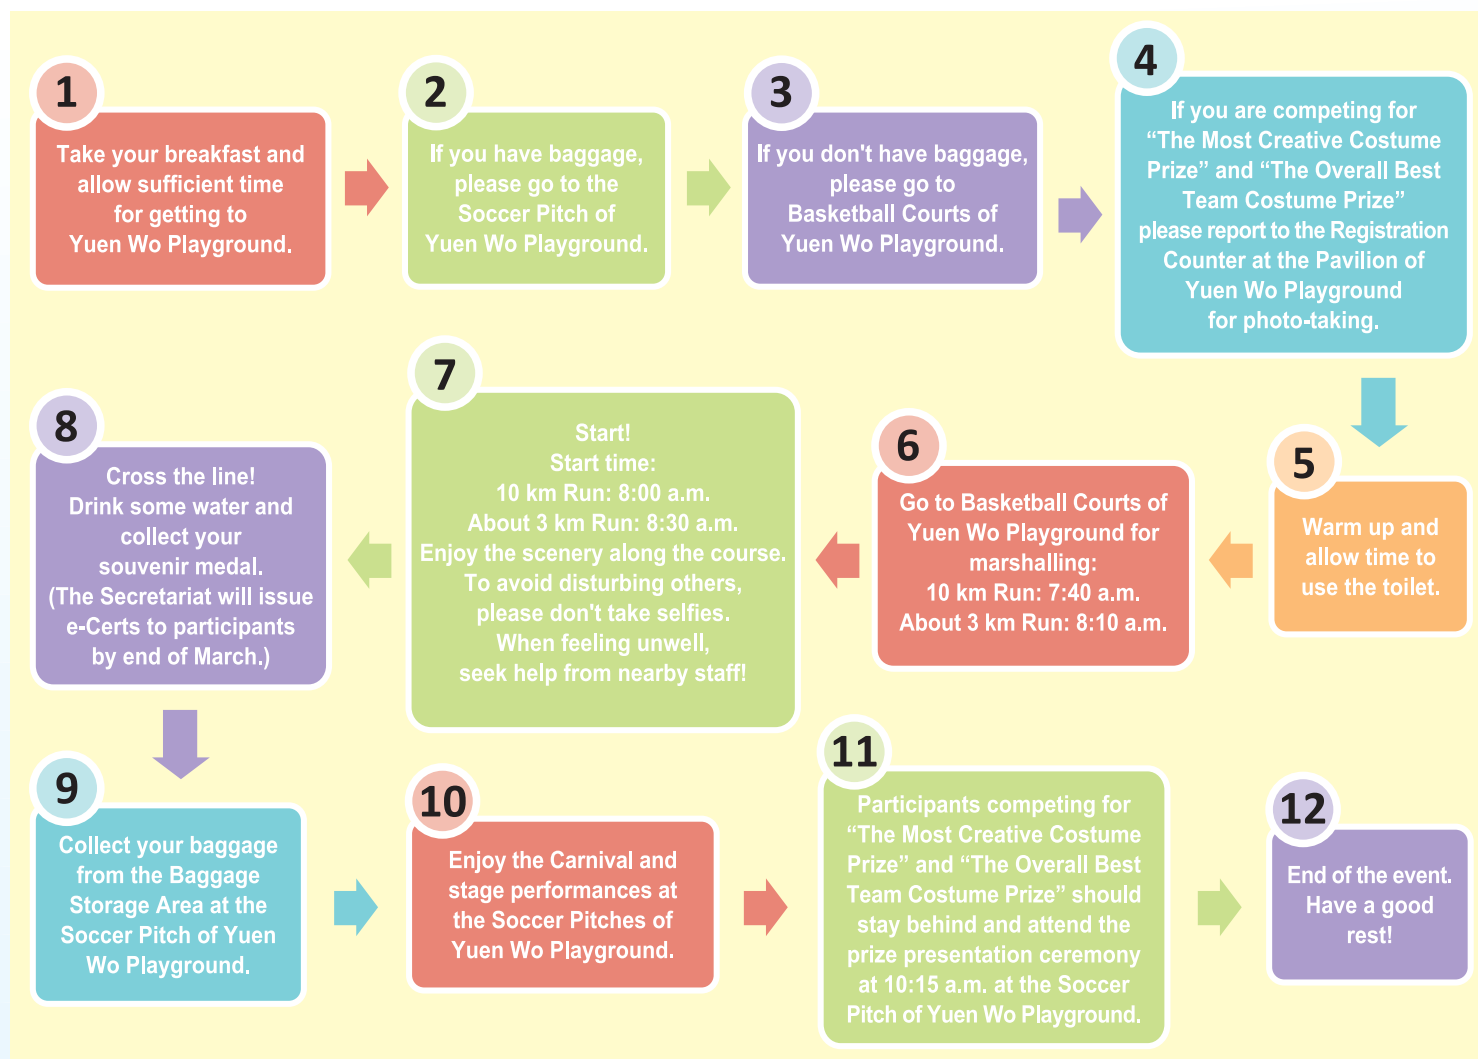 1
Take your breakfast and
allow sufficient time
for getting to
Yuen Wo Playground.
2
If you have baggage,
please go to the
Soccer Pitch of
Yuen Wo Playground.
3
If you don't have baggage,
please go to
Basketball Courts of
Yuen Wo Playground.
4
If you are competing for
“The Most Creative Costume
Prize” and “The Overall Best
Team Costume Prize”
please report to the Registration
Counter at the Pavilion of
Yuen Wo Playground
for photo-taking.
5
Warm up and
allow time to
use the toilet.
6
Go to Basketball Courts of
Yuen Wo Playground for
marshalling:
10 km Run: 7:40 a.m.
About 3 km Run: 8:10 a.m.
7
Start!
Start time:
10 km Run: 8:00 a.m.
About 3 km Run: 8:30 a.m.
Enjoy the scenery along the course.
To avoid disturbing others,
please don't take selfies.
When feeling unwell,
seek help from nearby staff!
8
Cross the line!
Drink some water and
collect your
souvenir medal.
(The Secretariat will issue
e-Certs to participants
by end of March.)
9
Collect your baggage
from the Baggage
Storage Area at the
Soccer Pitch of Yuen
Wo Playground.
10
Enjoy the Carnival and
stage performances at
the Soccer Pitches of
Yuen Wo Playground.
11
Participants competing for
“The Most Creative Costume
Prize” and “The Overall Best
Team Costume Prize” should
stay behind and attend the
prize presentation ceremony
at 10:15 a.m. at the Soccer
Pitch of Yuen Wo Playground.
12
End of the event.
Have a good
rest!